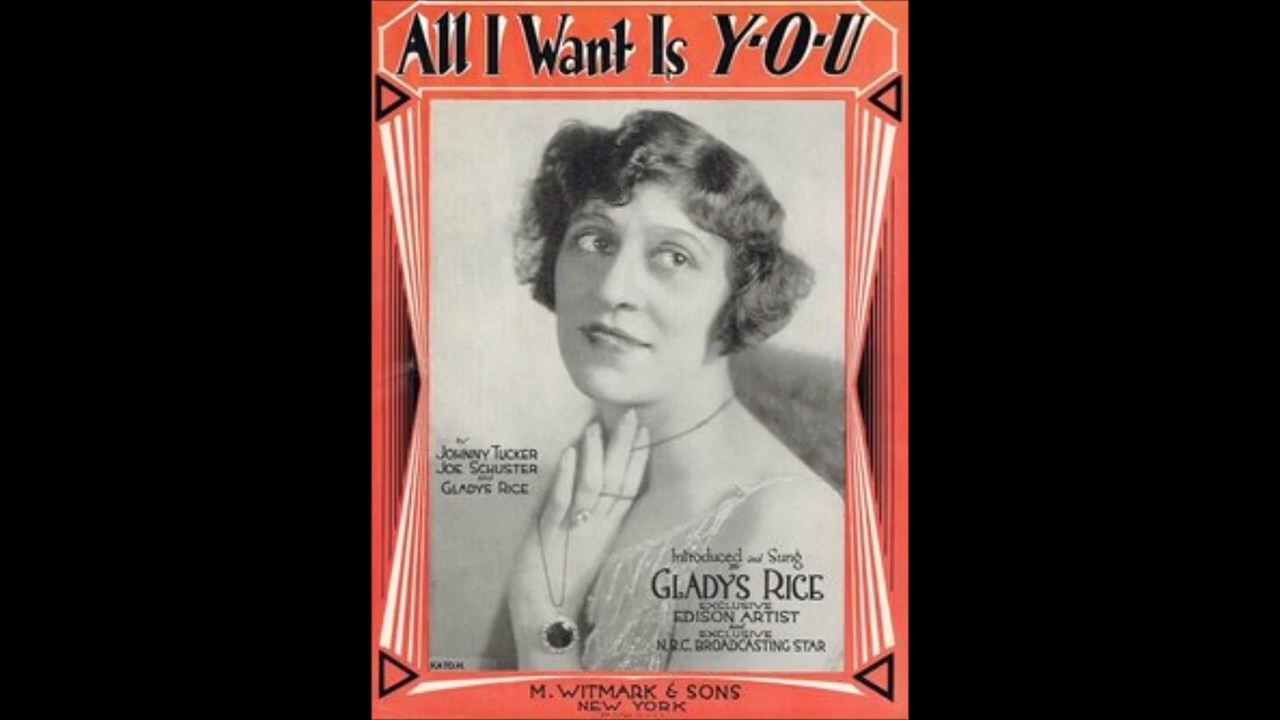 All I Want Is Y-O-U
by
JOHNNY TUCKER
JOE SCHUSTER
and
GLADYS RICE
Introduced and Sung
by
GLADYS RICE
EXCLUSIVE
EDISON ARTIST
and
EXCLUSIVE
N.B.C. BROADCASTING STAR
M. WITMARK & SONS
NEW YORK